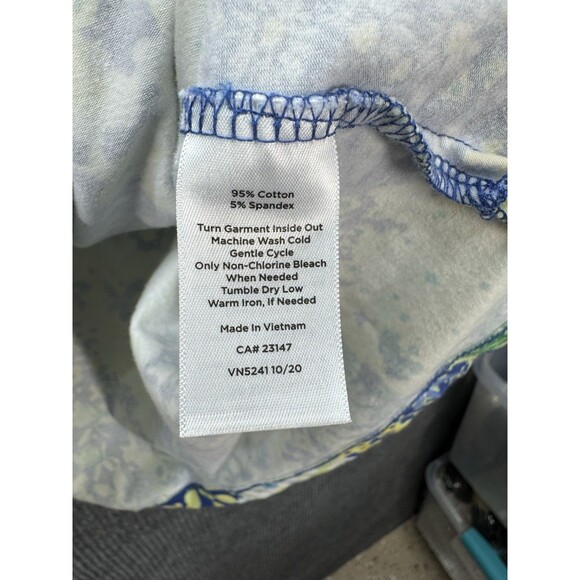 95% Cotton
5% Spandex
Turn Garment Inside Out
Machine Wash Cold
Gentle Cycle
Only Non-Chlorine Bleach
When Needed
Tumble Dry Low
Warm Iron, If Needed
Made In Vietnam
CA# 23147
VN5241 10/20